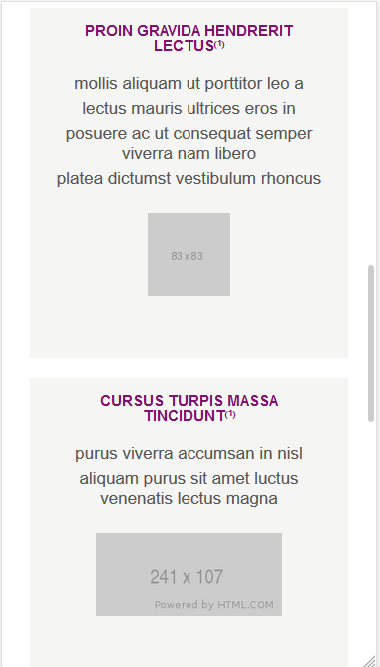 PROIN GRAVIDA HENDRERIT
LECTUS(1)
mollis aliquam ut porttitor leo a
lectus mauris ultrices eros in
posuere ac ut consequat semper
viverra nam libero
platea dictumst vestibulum rhoncus
83 x 83
CURSUS TURPIS MASSA
TINCIDUNT(1)
purus viverra accumsan in nisl
aliquam purus sit amet luctus
venenatis lectus magna
241 x 107
Powered by HTML.COM